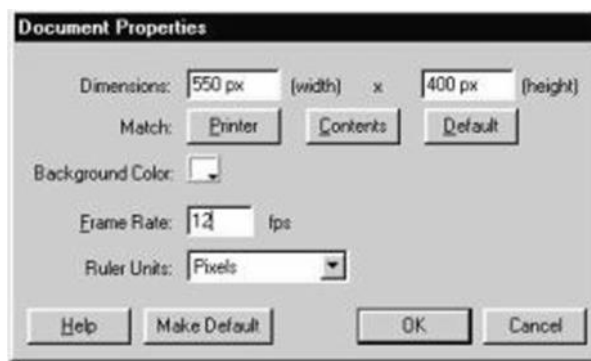 Document Properties
Dimensions: 550 px (width) x 400 px (height)
Match: Printer Contents Default
Background Color:
Frame Rate: 12 fps
Ruler Units: Pixels
Help Make Default OK Cancel